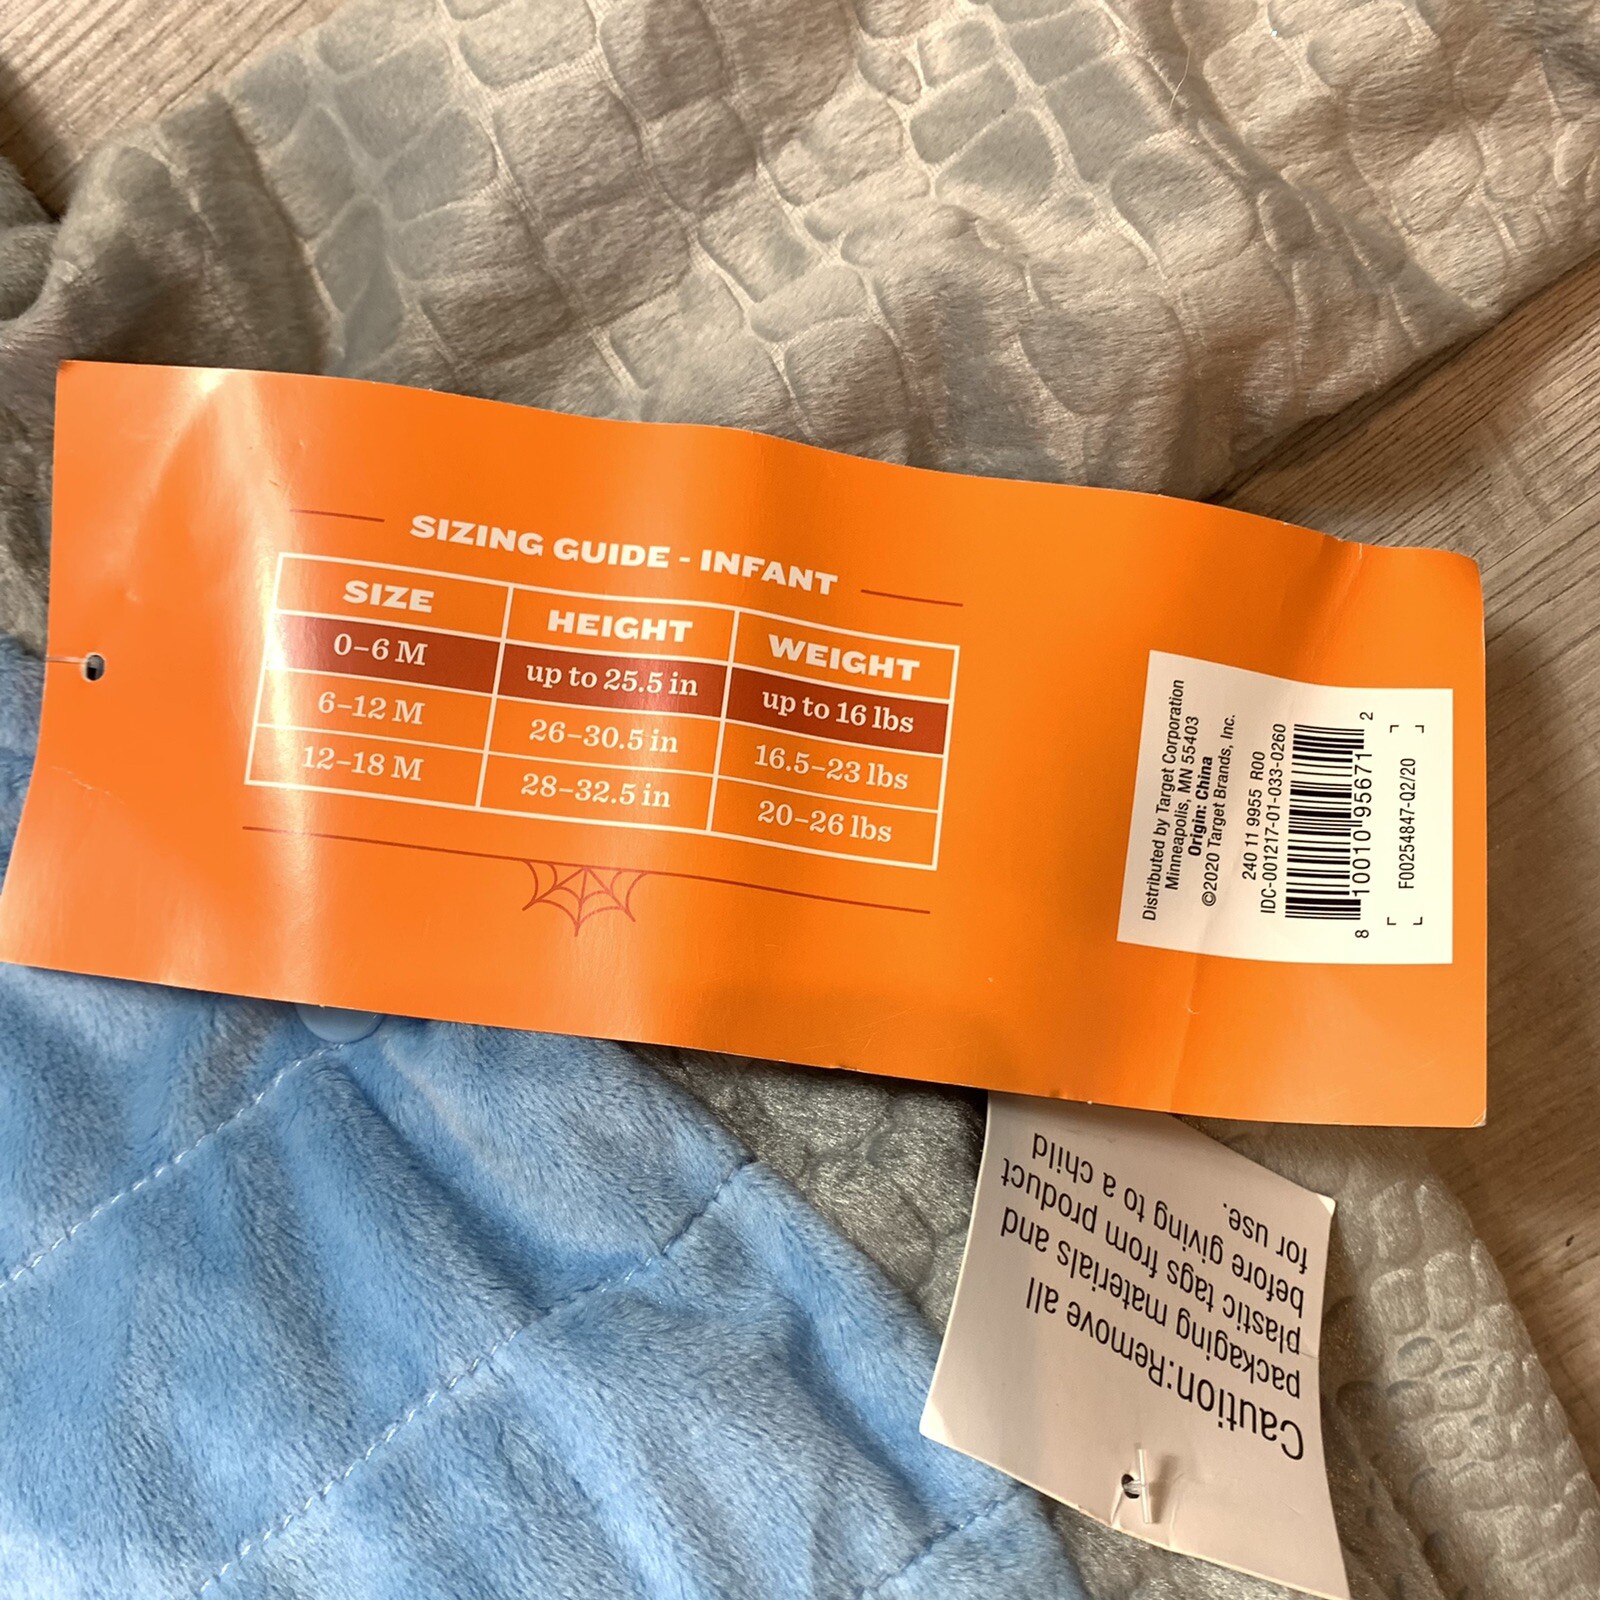 SIZING GUIDE - INFANT
SIZE HEIGHT WEIGHT
0-6 M up to 25.5 in up to 16 lbs
6-12 M 26-30.5 in 16.5-23 lbs
12-18 M 28-32.5 in 20-26 lbs
Distributed by Target Corporation
Minneapolis, MN 55403
Origin: China
©2020 Target Brands, Inc.
240 11 9955 R00
IDC-001217-01-033-0260
8 10010 95671 2
F00254847-Q2/20
Caution:Remove all
packaging materials and
plastic tags from product
before giving to a child
for use.